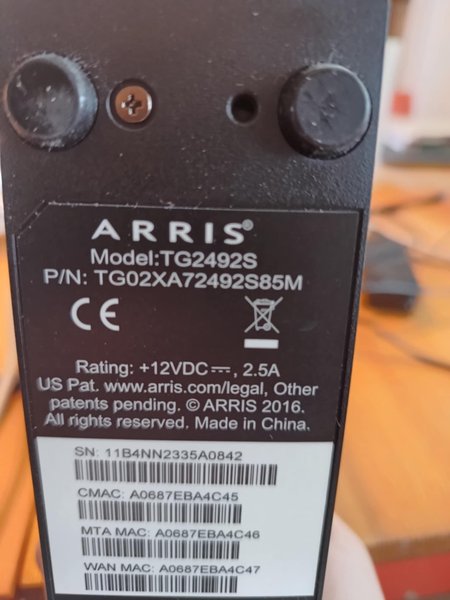 ARRIS®
Model:TG2492S
P/N: TG02XA72492S85M
CE
Rating: +12VDC⎓, 2.5A
US Pat. www.arris.com/legal, Other
patents pending. © ARRIS 2016.
All rights reserved. Made in China.
SN: 11B4NN2335A0842
CMAC: A0687EBA4C45
MTA MAC: A0687EBA4C46
WAN MAC: A0687EBA4C47